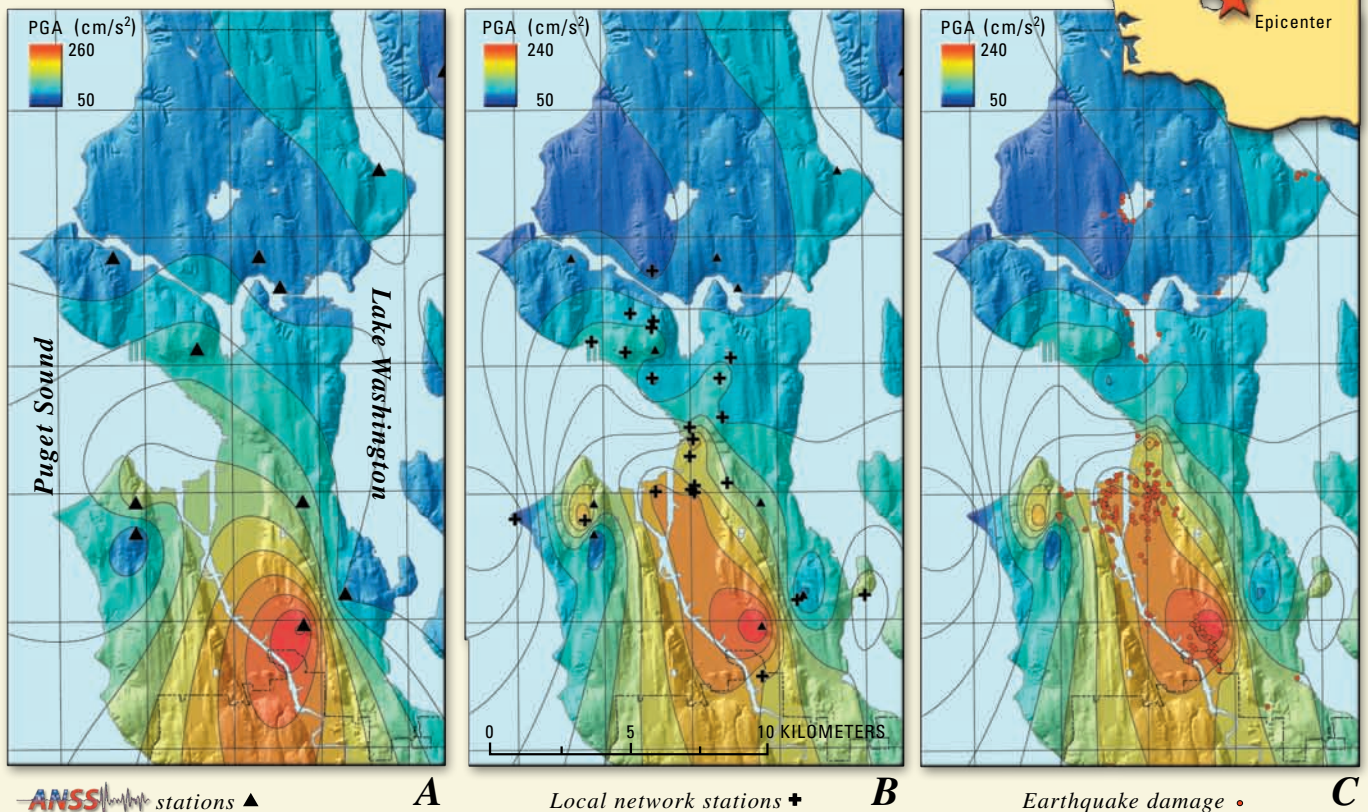 PGA (cm/s²)
260
50
Puget Sound
Lake Washington
ANSS stations
A
PGA (cm/s²)
240
50
0
5
10 KILOMETERS
Local network stations
B
PGA (cm/s²)
240
50
Epicenter
Earthquake damage
C